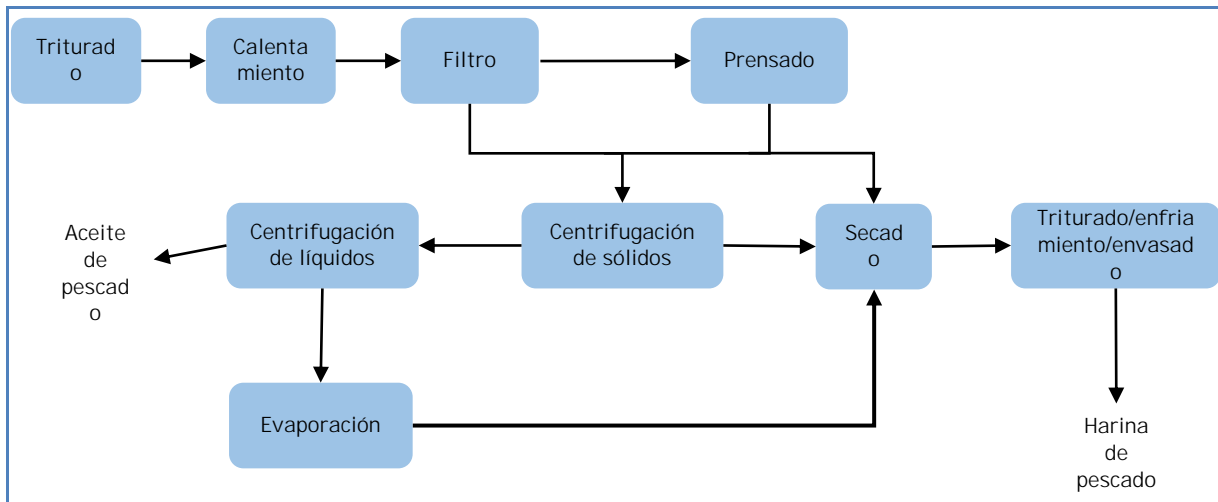 Triturad
o
Calenta
miento
Filtro
Prensado
Aceite
de
pescad
o
Centrifugación
de líquidos
Centrifugación
de sólidos
Secad
o
Triturado/enfria
miento/envasad
o
Evaporación
Harina
de
pescado